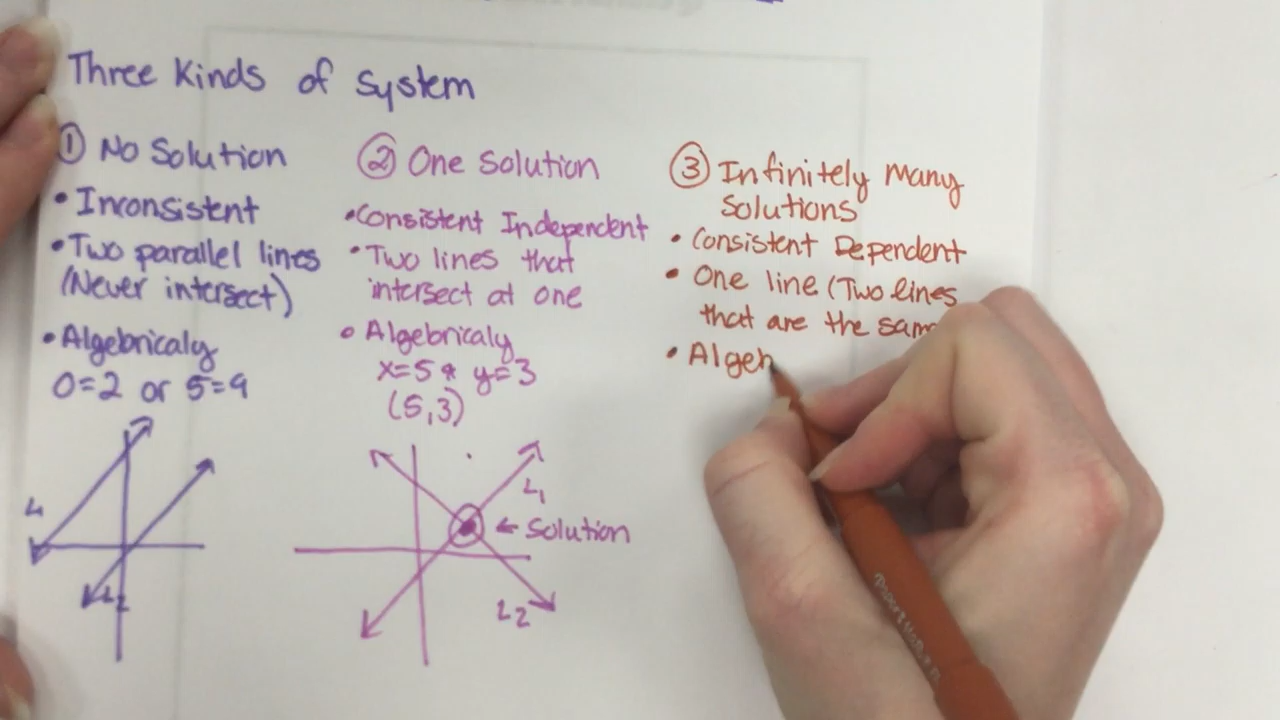 Three Kinds of System
① No Solution
• Inconsistent
• Two parallel lines
(Never intersect)
• Algebricaly
0=2 or 5=9
L2
② One Solution
• Consistent Independent
• Two lines that
intersect at one
• Algebricaly
x=5 & y=3
(5,3)
L1
← Solution
L2
③ Infinitely Many
Solutions
• Consistent Dependent
• One line (Two lines
that are the same
• Algeb